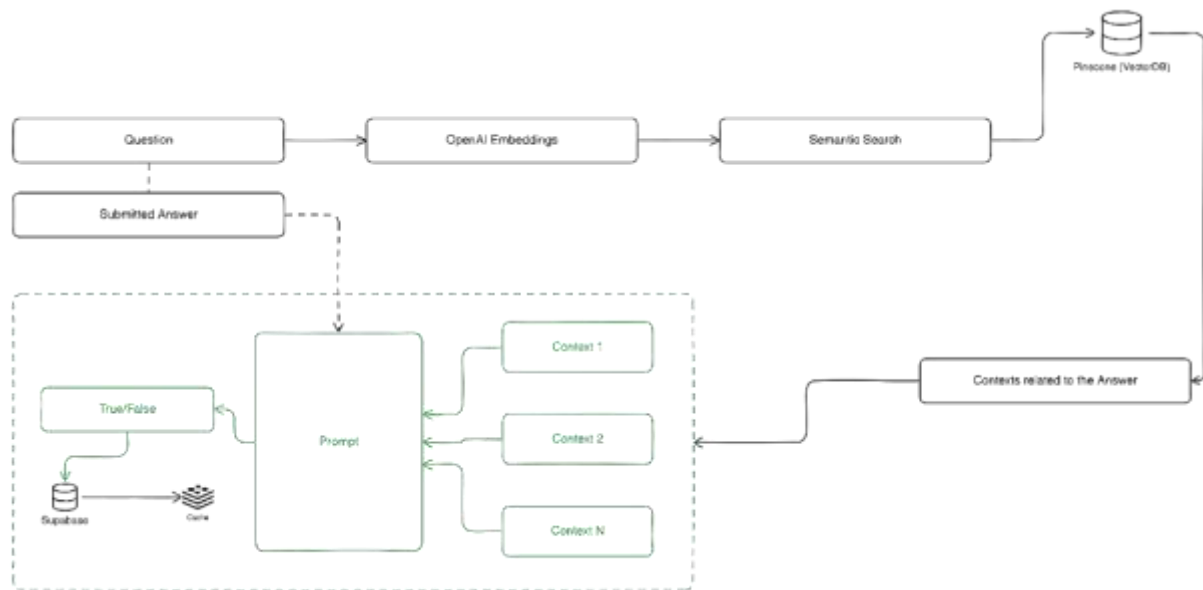 Pinecone (VectorDB)
Question
OpenAI Embeddings
Semantic Search
Submitted Answer
Context 1
Contexts related to the Answer
True/False
Prompt
Context 2
Supabase
Cache
Context N